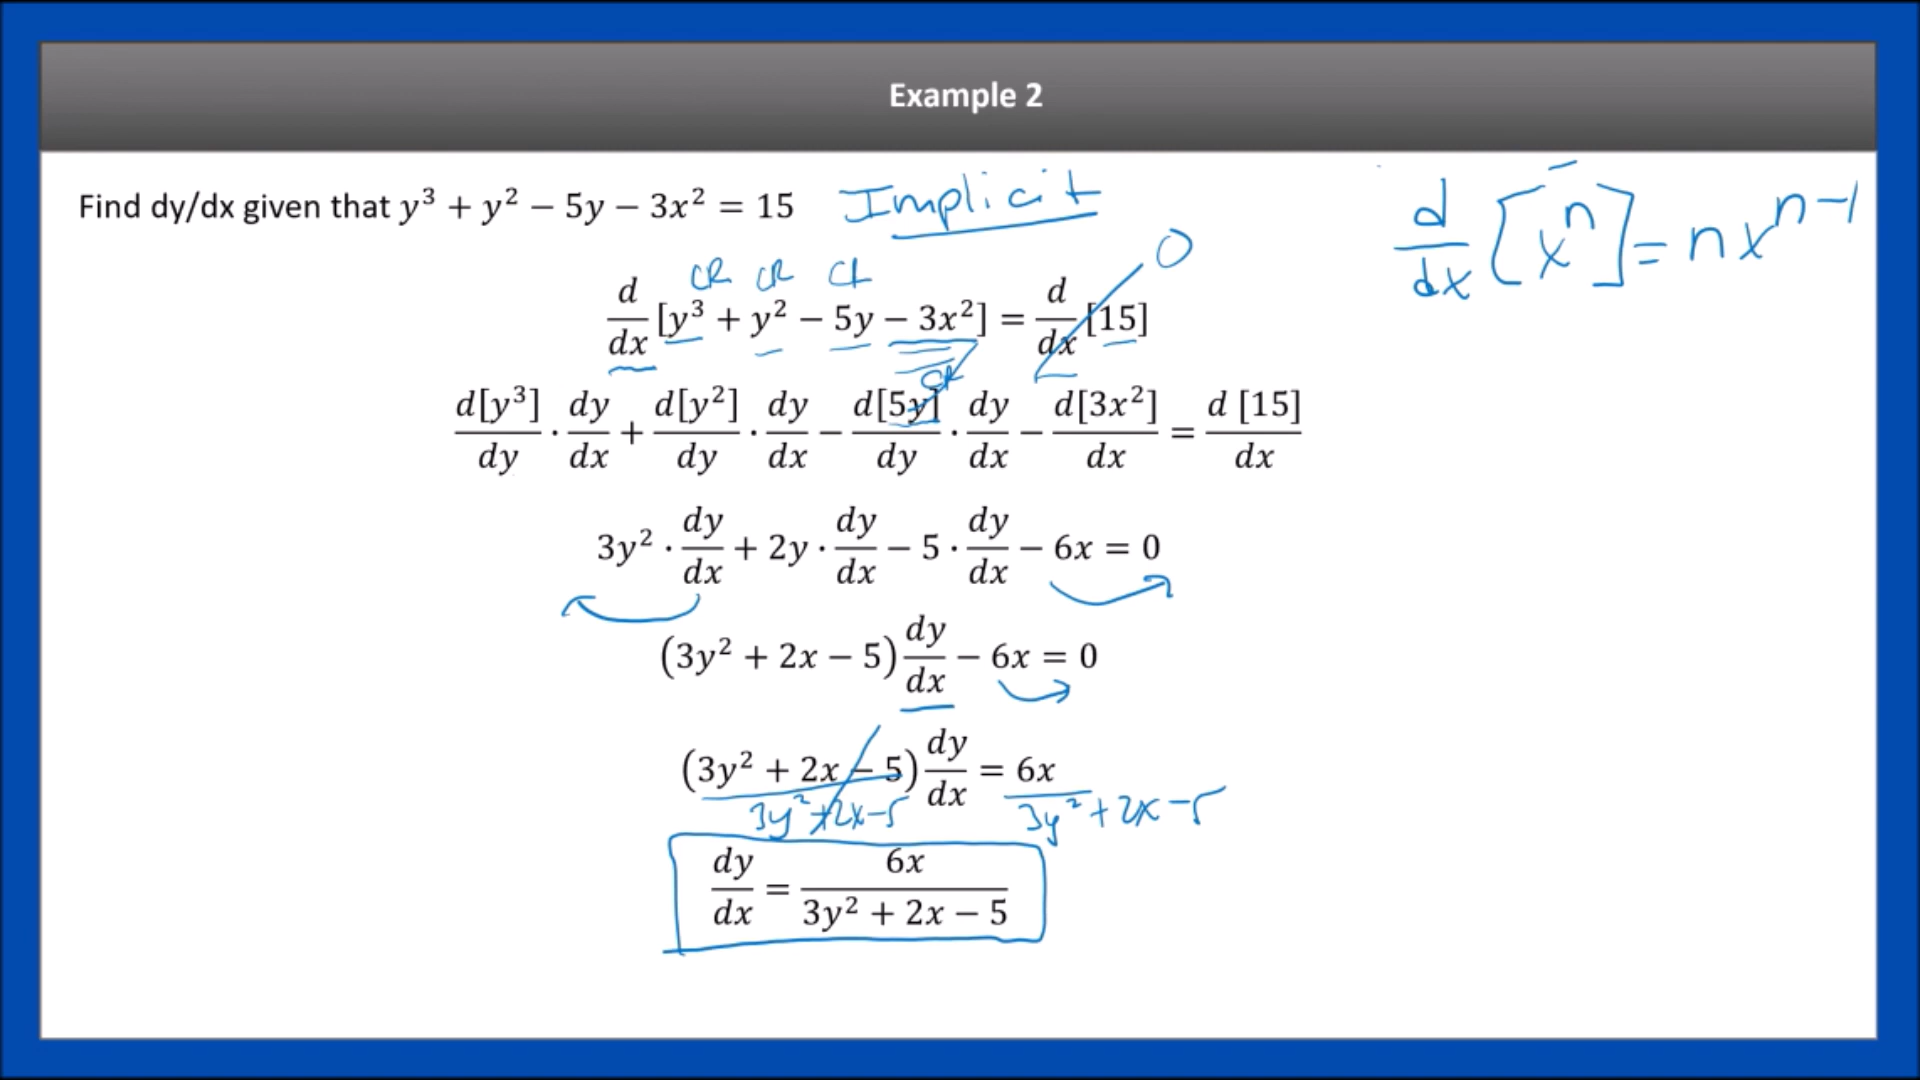 Example 2
Find dy/dx given that y³ + y² − 5y − 3x² = 15 Implicit
d/dx [xⁿ] = nxⁿ⁻¹
CR CR CR 0
d/dx [y³ + y² − 5y − 3x²] = d/dx [15]
CR
d[y³]/dy · dy/dx + d[y²]/dy · dy/dx − d[5y]/dy · dy/dx − d[3x²]/dx = d [15]/dx
3y² · dy/dx + 2y · dy/dx − 5 · dy/dx − 6x = 0
(3y² + 2x − 5) dy/dx − 6x = 0
(3y² + 2x − 5) dy/dx = 6x
3y² + 2x − 5 3y² + 2x − 5
dy/dx = 6x/(3y² + 2x − 5)